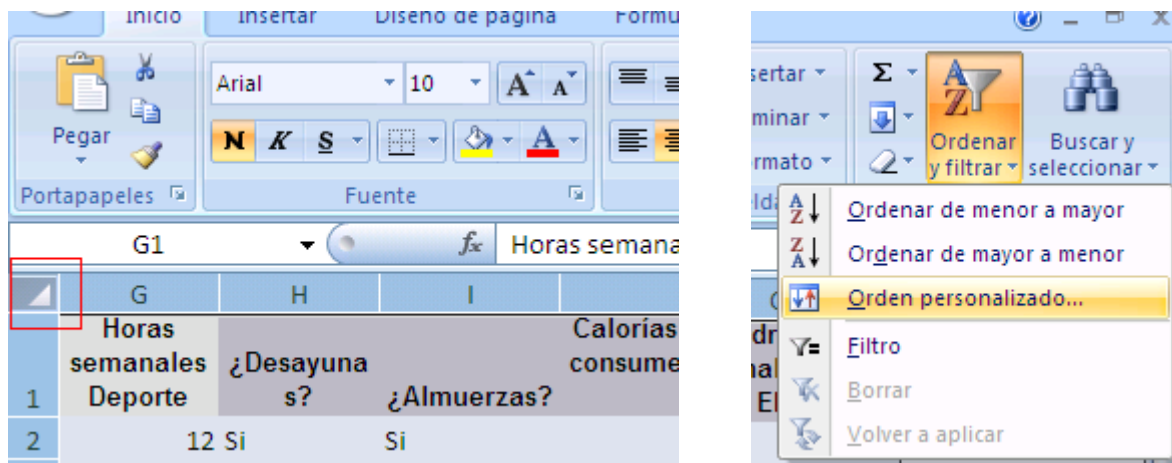 Inicio Insertar Diseño de página Formu
Arial 10 A A
N K S A
Pegar
Portapapeles Fuente
G1 fx Horas semana
G H I
Horas
semanales
Deporte
¿Desayuna
s?
¿Almuerzas?
Calorías
consume
1
2 12 Si Si
sertar Σ
minar
rmato
A
Z
Ordenar
y filtrar
Buscar y
seleccionar
Ordenar de menor a mayor
Ordenar de mayor a menor
Orden personalizado...
Filtro
Borrar
Volver a aplicar